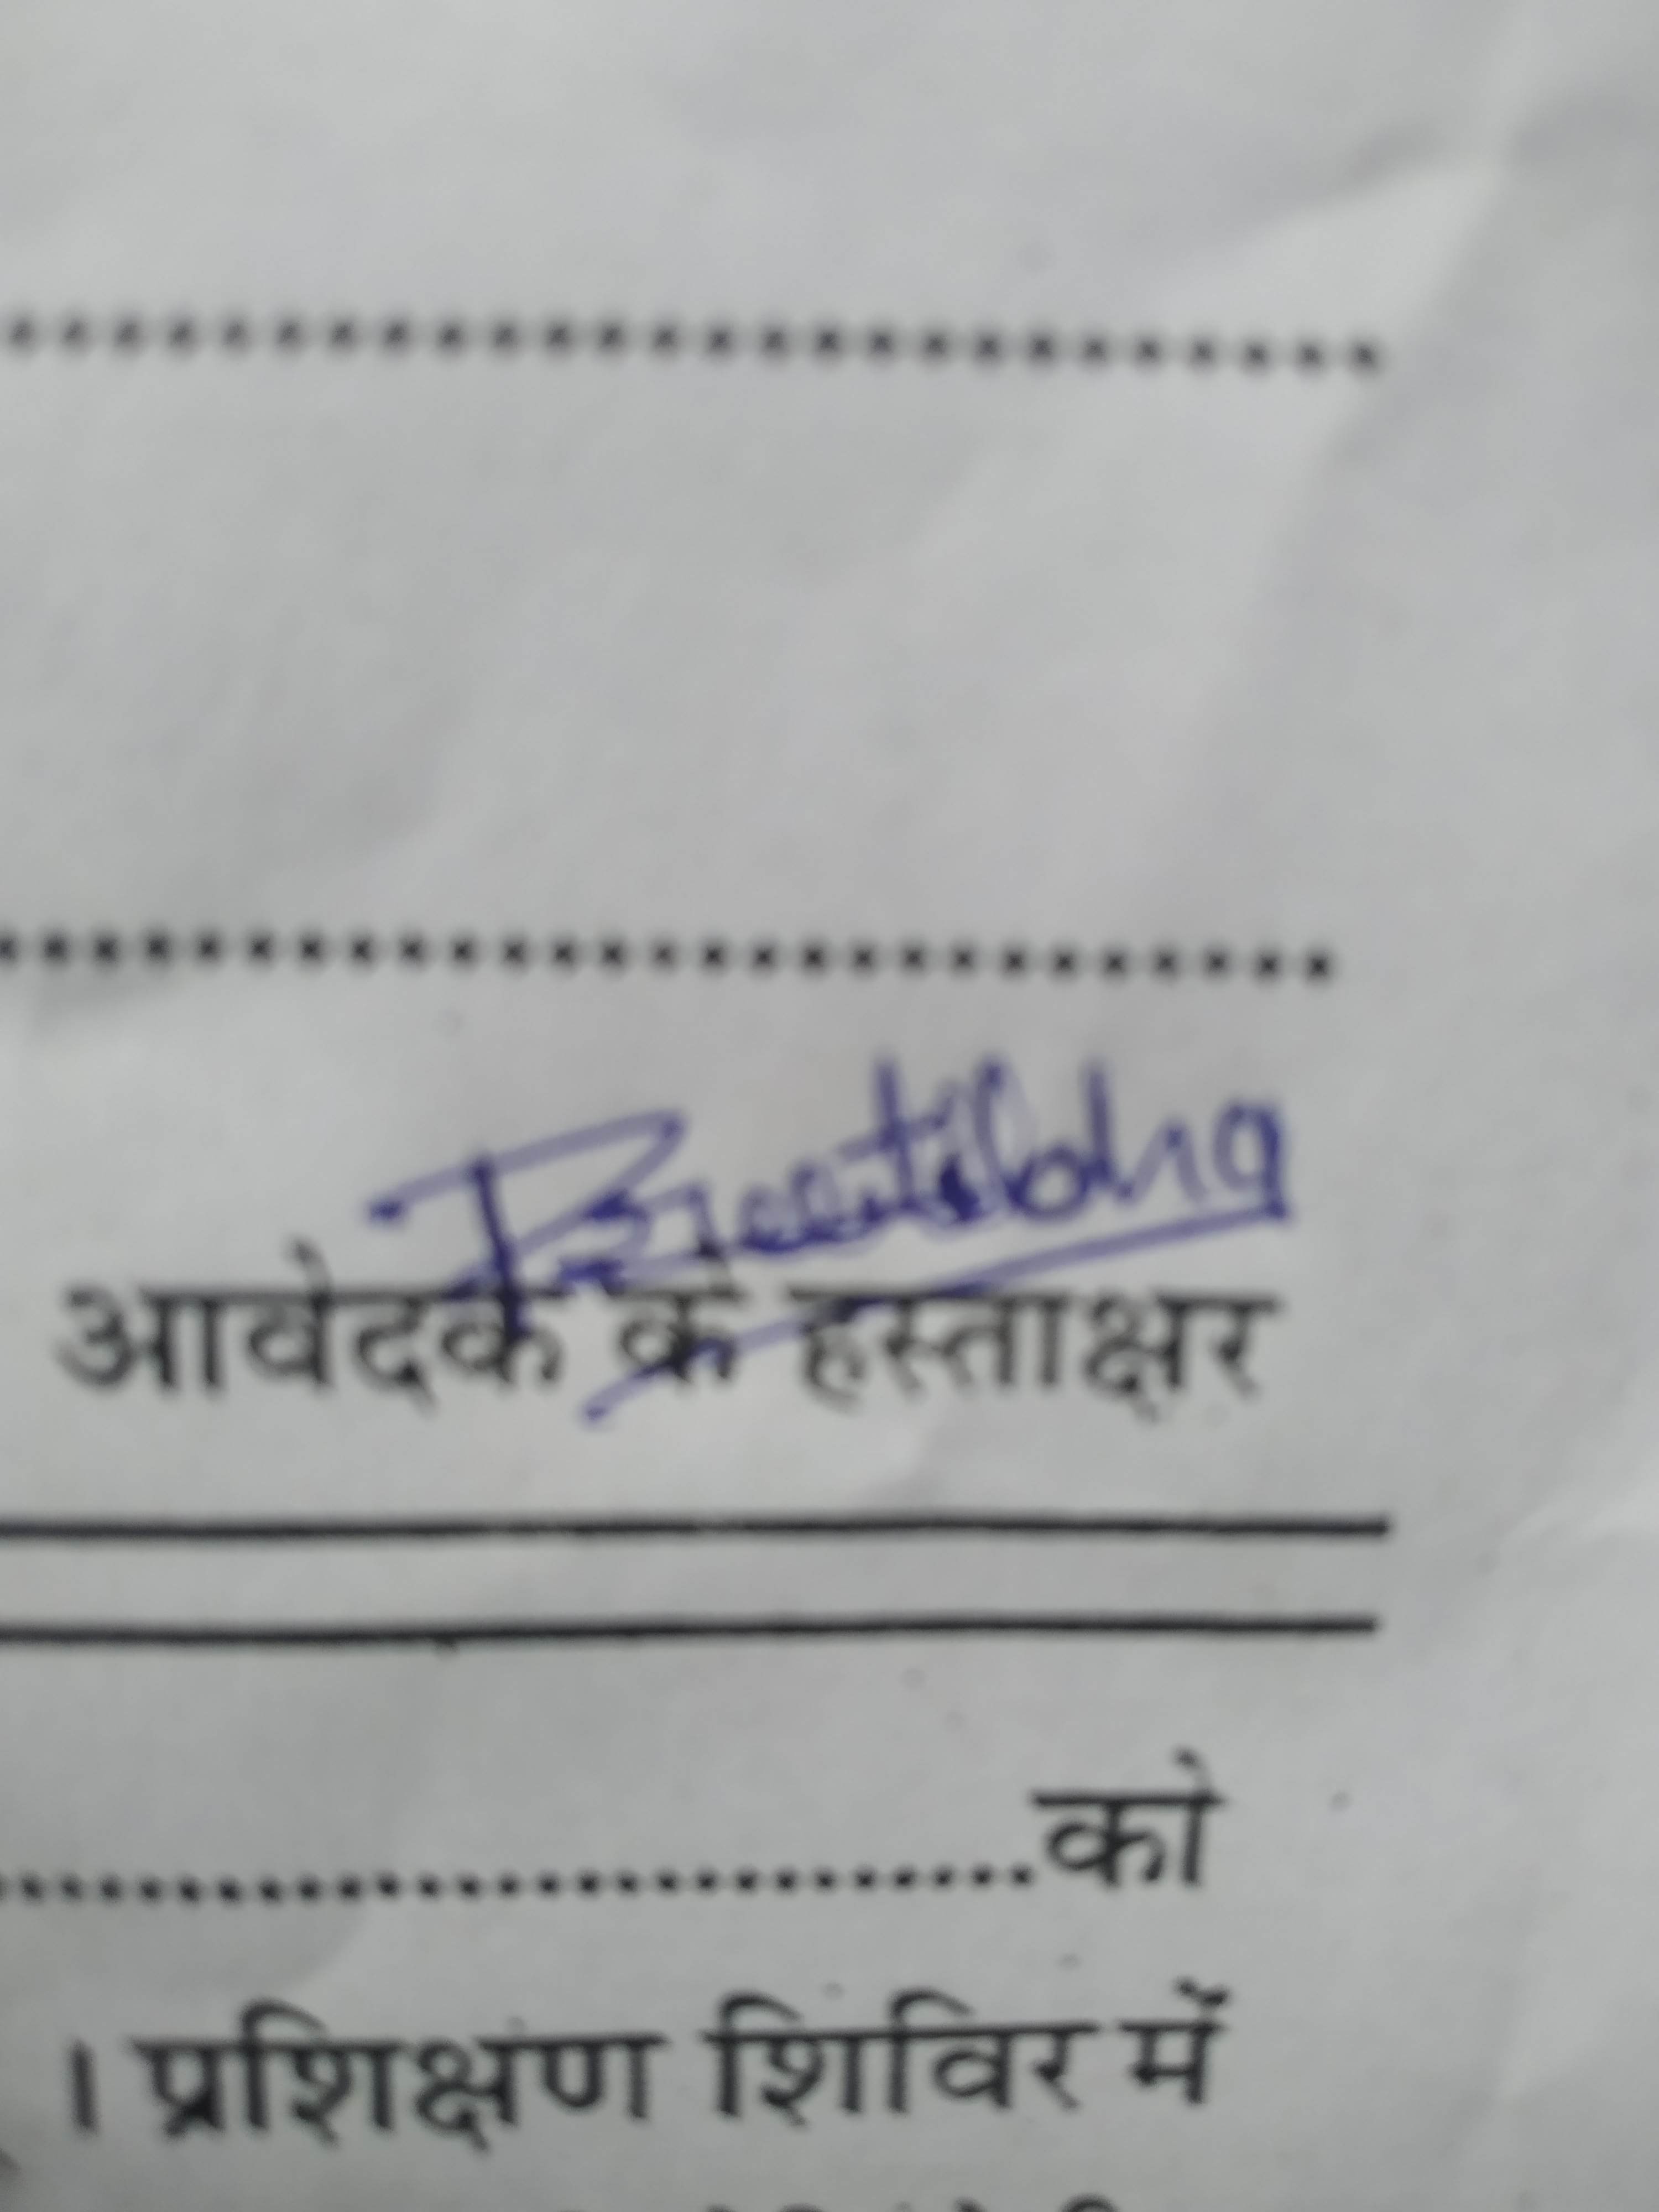 आवेदक के हस्ताक्षर
को
। प्रशिक्षण शिविर में